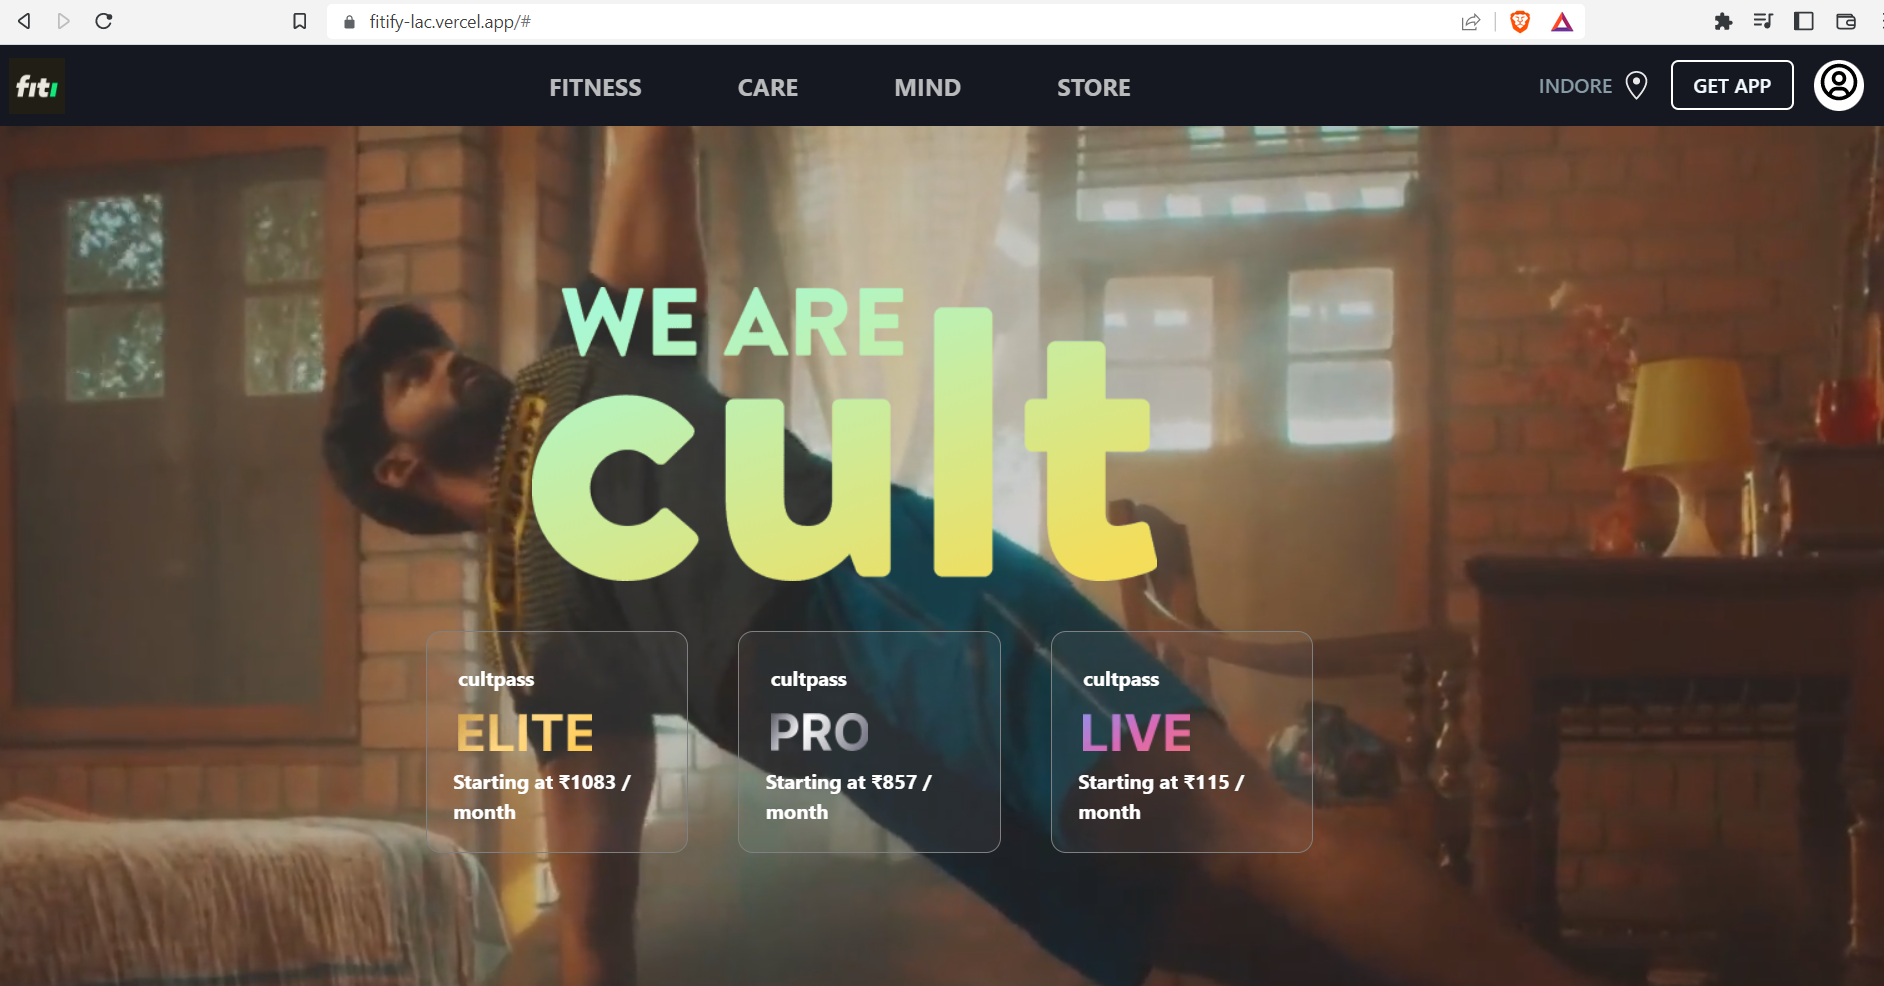 fitify-lac.vercel.app/#
fiti
FITNESS CARE MIND STORE
INDORE GET APP
WE ARE
cult
cultpass
ELITE
Starting at ₹1083 /
month
cultpass
PRO
Starting at ₹857 /
month
cultpass
LIVE
Starting at ₹115 /
month